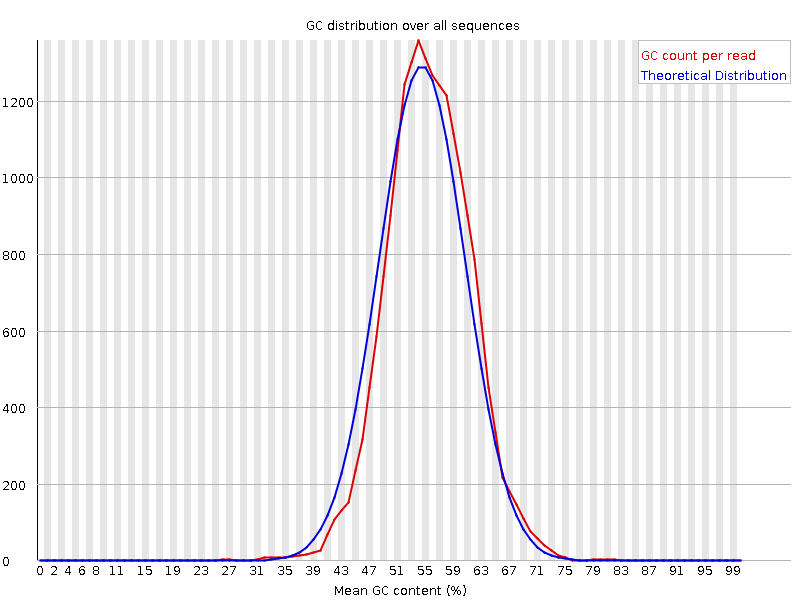 GC distribution over all sequences
GC count per read
Theoretical Distribution
1200
1000
800
600
400
200
0
0 2 4 6 8 11 15 19 23 27 31 35 39 43 47 51 55 59 63 67 71 75 79 83 87 91 95 99
Mean GC content (%)